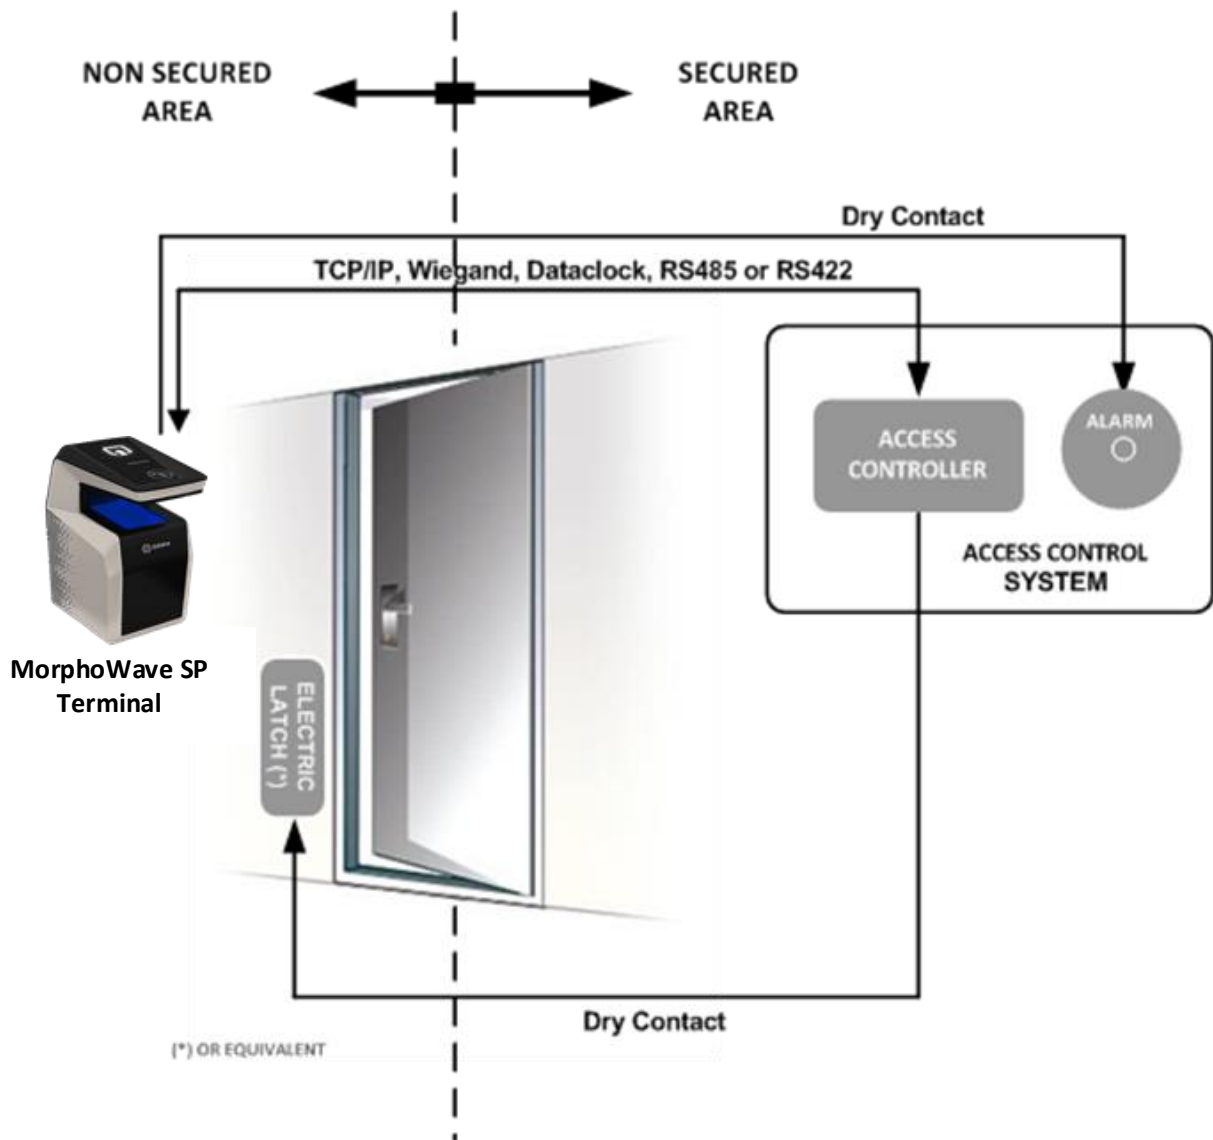 NON SECURED
AREA
SECURED
AREA
Dry Contact
TCP/IP, Wiegand, Dataclock, RS485 or RS422
ACCESS
CONTROLLER
ALARM
ACCESS CONTROL
SYSTEM
MorphoWave SP
Terminal
ELECTRIC
LATCH (*)
Dry Contact
(*) OR EQUIVALENT